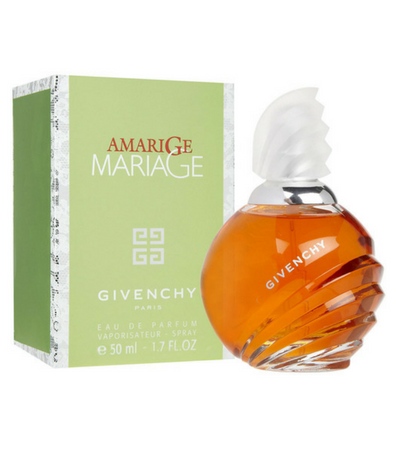 AMARIGE
MARIAGE
GIVENCHY
PARIS
EAU DE PARFUM
VAPORISATEUR - SPRAY
℮ 50 ml - 1.7 FL.OZ
GIVENCHY